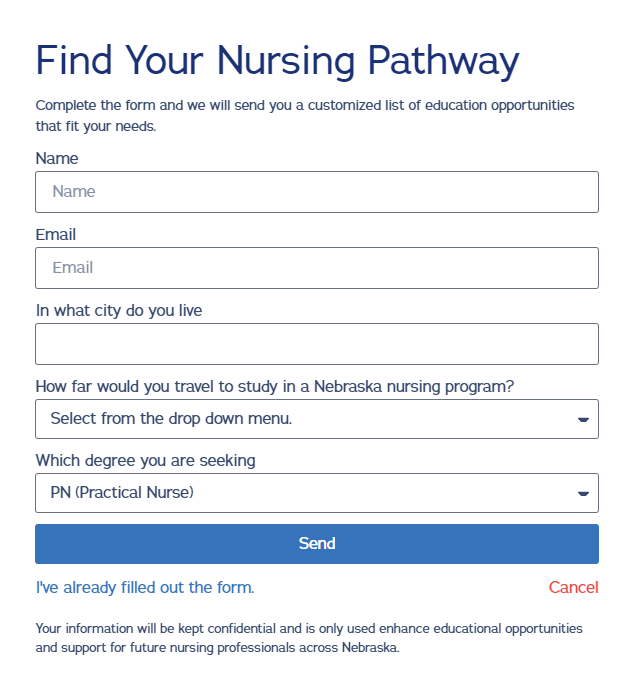 Find Your Nursing Pathway
Complete the form and we will send you a customized list of education opportunities
that fit your needs.
Name
Name
Email
Email
In what city do you live
How far would you travel to study in a Nebraska nursing program?
Select from the drop down menu.
Which degree you are seeking
PN (Practical Nurse)
Send
I've already filled out the form.
Cancel
Your information will be kept confidential and is only used enhance educational opportunities
and support for future nursing professionals across Nebraska.